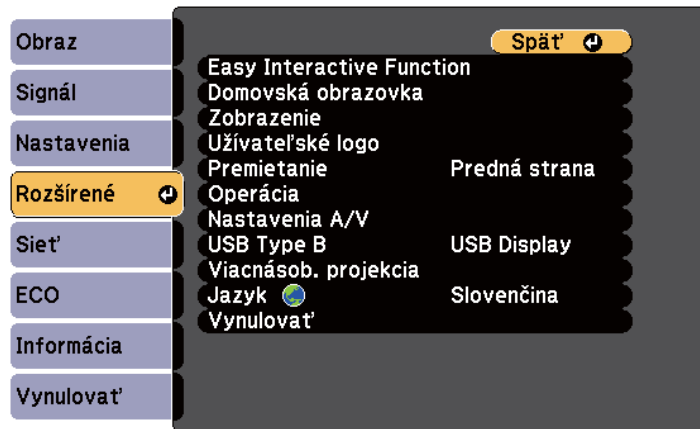 Obraz
Signál
Nastavenia
Rozšírené
Sieť
ECO
Informácia
Vynulovať
Späť
Easy Interactive Function
Domovská obrazovka
Zobrazenie
Užívateľské logo
Premietanie Predná strana
Operácia
Nastavenia A/V
USB Type B USB Display
Viacnásob. projekcia
Jazyk Slovenčina
Vynulovať